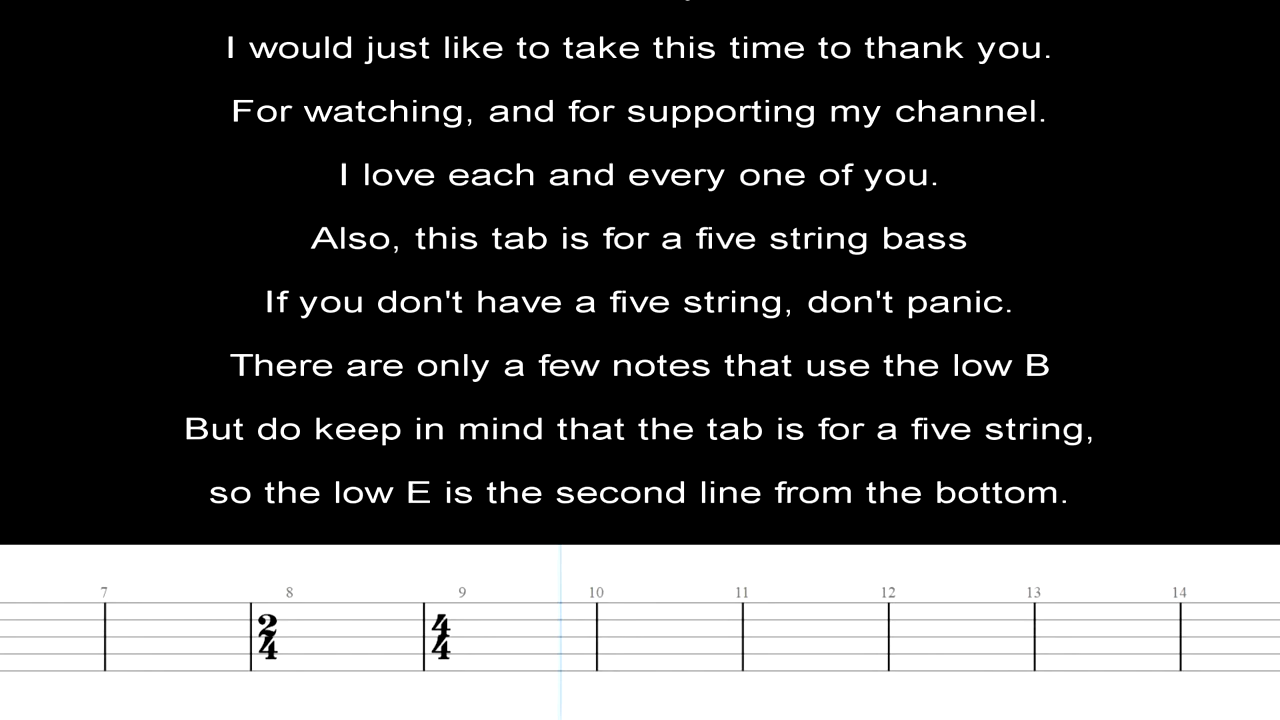 I would just like to take this time to thank you.
For watching, and for supporting my channel.
I love each and every one of you.
Also, this tab is for a five string bass
If you don't have a five string, don't panic.
There are only a few notes that use the low B
But do keep in mind that the tab is for a five string,
so the low E is the second line from the bottom.
7 8 9 10 11 12 13 14
2 4
4 4